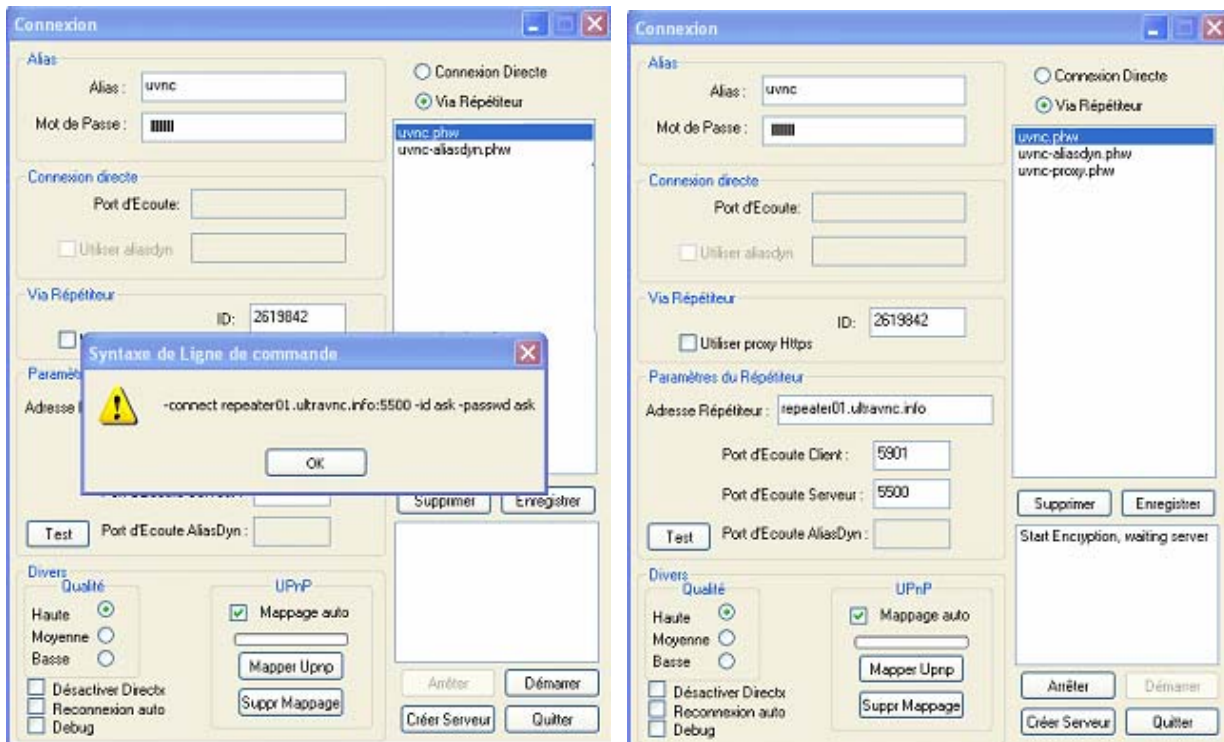 Connexion
Alias
Alias :
uvnc
Mot de Passe :
Connexion Directe
Via Répétiteur
uvnc.phw
uvnc-aliasdyn.phw
Connexion directe
Port d'Ecoute:
Utiliser aliasdyn
Via Répétiteur
ID:
2619842
Syntaxe de Ligne de commande
-connect repeater01.ultravnc.info:5500 -id ask -passwd ask
OK
Paramèt
Adresse
Supprimer
Enregistrer
Test
Port d'Ecoute AliasDyn :
Divers
Qualité
Haute
Moyenne
Basse
UPnP
Mappage auto
Mapper Upnp
Suppr Mappage
Désactiver Directx
Reconnexion auto
Debug
Arrêter
Démarrer
Créer Serveur
Quitter
Connexion
Alias
Alias :
uvnc
Mot de Passe :
Connexion Directe
Via Répétiteur
uvnc.phw
uvnc-aliasdyn.phw
uvnc-proxy.phw
Connexion directe
Port d'Ecoute:
Utiliser aliasdyn
Via Répétiteur
ID:
2619842
Utiliser proxy Https
Paramètres du Répétiteur
Adresse Répétiteur :
repeater01.ultravnc.info
Port d'Ecoute Client :
5901
Port d'Ecoute Serveur :
5500
Test
Port d'Ecoute AliasDyn :
Supprimer
Enregistrer
Start Encryption, waiting server
Divers
Qualité
Haute
Moyenne
Basse
UPnP
Mappage auto
Mapper Upnp
Suppr Mappage
Désactiver Directx
Reconnexion auto
Debug
Arrêter
Démarrer
Créer Serveur
Quitter